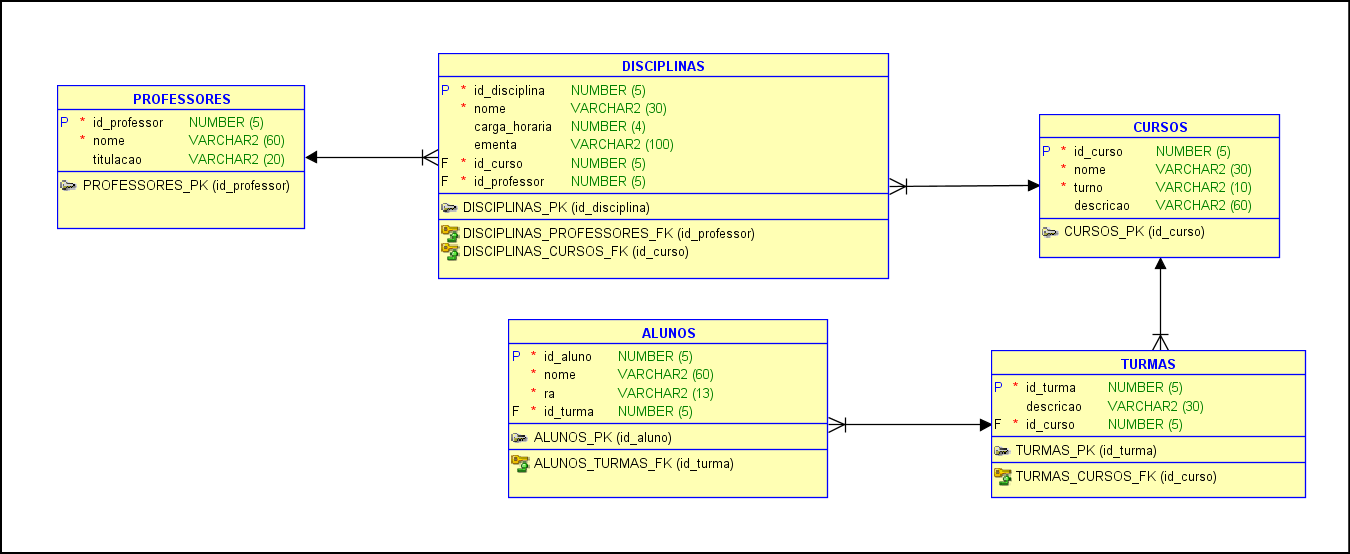 PROFESSORES
P * id_professor NUMBER (5)
* nome VARCHAR2 (60)
titulacao VARCHAR2 (20)
PROFESSORES_PK (id_professor)
DISCIPLINAS
P * id_disciplina NUMBER (5)
* nome VARCHAR2 (30)
carga_horaria NUMBER (4)
ementa VARCHAR2 (100)
F * id_curso NUMBER (5)
F * id_professor NUMBER (5)
DISCIPLINAS_PK (id_disciplina)
DISCIPLINAS_PROFESSORES_FK (id_professor)
DISCIPLINAS_CURSOS_FK (id_curso)
CURSOS
P * id_curso NUMBER (5)
* nome VARCHAR2 (30)
* turno VARCHAR2 (10)
descricao VARCHAR2 (60)
CURSOS_PK (id_curso)
ALUNOS
P * id_aluno NUMBER (5)
* nome VARCHAR2 (60)
* ra VARCHAR2 (13)
F * id_turma NUMBER (5)
ALUNOS_PK (id_aluno)
ALUNOS_TURMAS_FK (id_turma)
TURMAS
P * id_turma NUMBER (5)
descricao VARCHAR2 (30)
F * id_curso NUMBER (5)
TURMAS_PK (id_turma)
TURMAS_CURSOS_FK (id_curso)